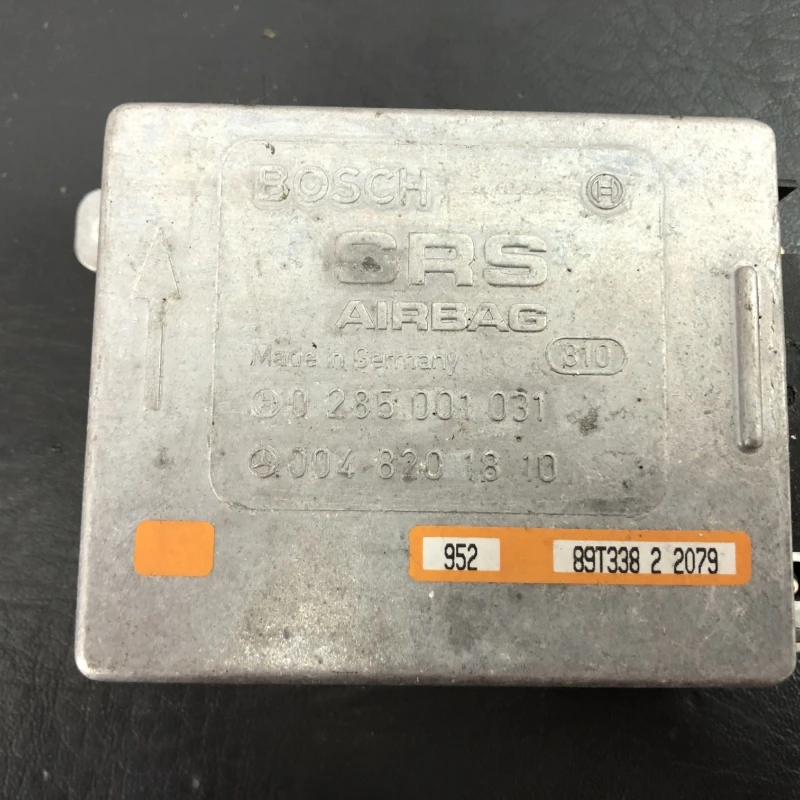 BOSCH
SRS
AIRBAG
Made in Germany 310
0 285 001 031
004 820 18 10
952 89T338 2 2079